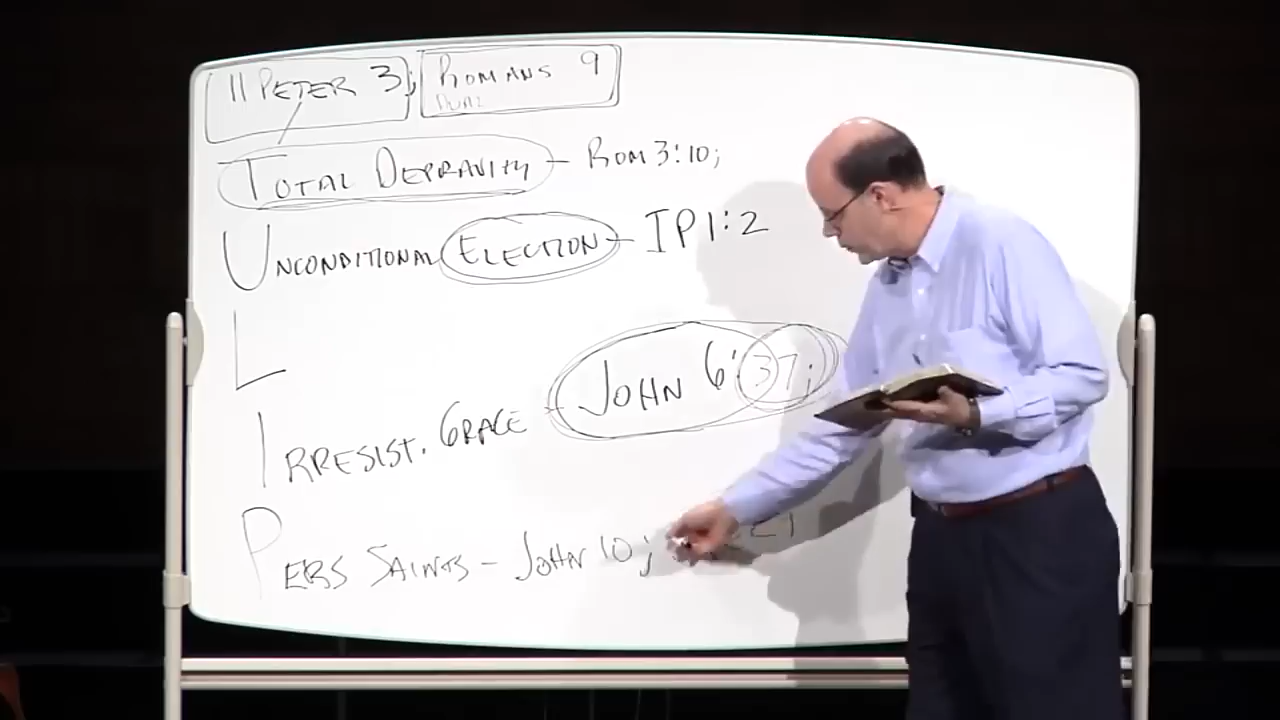 II PETER 3; ROMANS 9
TOTAL DEPRAVITY – ROM 3:10;
UNCONDITIONAL ELECTION – I P 1:2
L
IRRESIST. GRACE – JOHN 6:37;
PERS SAINTS – JOHN 10;